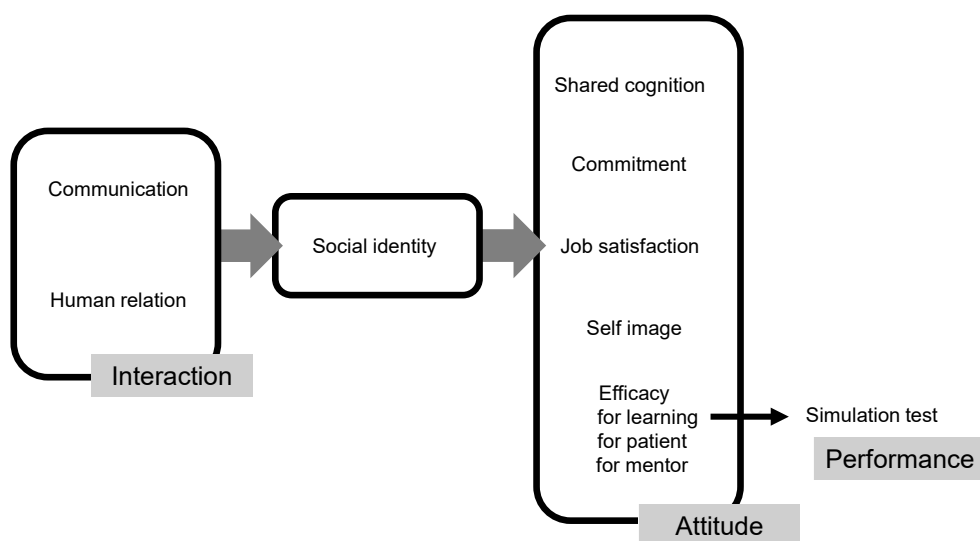 Communication
Human relation
Interaction
Social identity
Shared cognition
Commitment
Job satisfaction
Self image
Efficacy
for learning
for patient
for mentor
Attitude
Simulation test
Performance